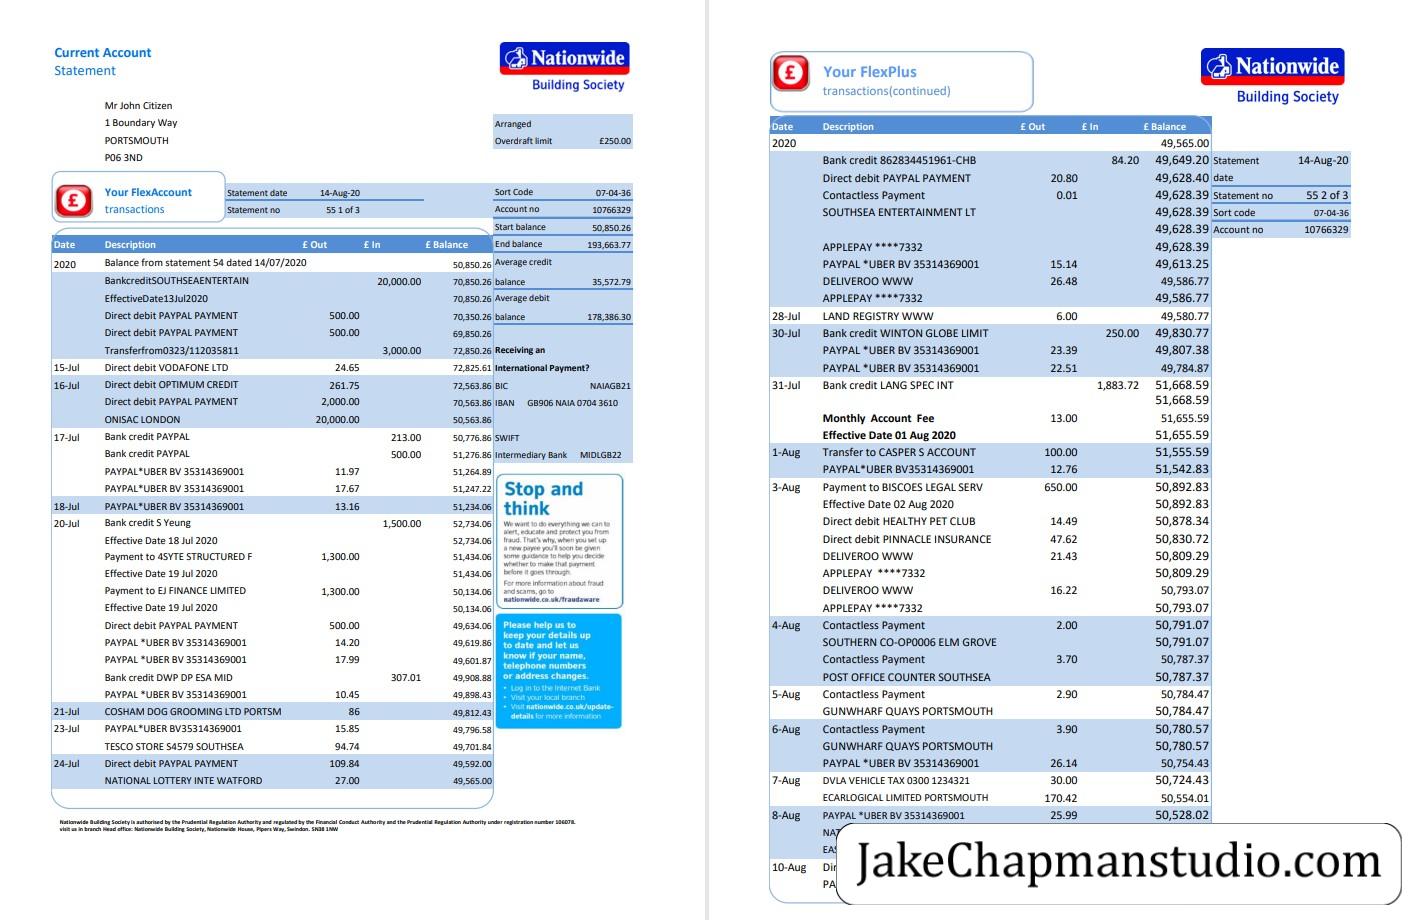 Current Account
Statement
Nationwide
Building Society
Mr John Citizen
1 Boundary Way
PORTSMOUTH
P06 3ND
Arranged
Overdraft limit £250.00
Your FlexAccount
transactions
Statement date 14-Aug-20
Statement no 55 1 of 3
Sort Code 07-04-36
Account no 10766329
Start balance 50,850.26
End balance 193,663.77
Average credit
balance 35,572.79
Average debit
balance 178,386.30
Receiving an
International Payment?
BIC NAIAGB21
IBAN GB906 NAIA 0704 3610
SWIFT
Intermediary Bank MIDLGB22
Date Description £ Out £ In £ Balance
2020 Balance from statement 54 dated 14/07/2020 50,850.26
BankcreditSOUTHSEAENTERTAIN 20,000.00 70,850.26
EffectiveDate13Jul2020 70,850.26
Direct debit PAYPAL PAYMENT 500.00 70,350.26
Direct debit PAYPAL PAYMENT 500.00 69,850.26
Transferfrom0323/112035811 3,000.00 72,850.26
15-Jul Direct debit VODAFONE LTD 24.65 72,825.61
16-Jul Direct debit OPTIMUM CREDIT 261.75 72,563.86
Direct debit PAYPAL PAYMENT 2,000.00 70,563.86
ONISAC LONDON 20,000.00 50,563.86
17-Jul Bank credit PAYPAL 213.00 50,776.86
Bank credit PAYPAL 500.00 51,276.86
PAYPAL*UBER BV 35314369001 11.97 51,264.89
PAYPAL*UBER BV 35314369001 17.67 51,247.22
18-Jul PAYPAL*UBER BV 35314369001 13.16 51,234.06
20-Jul Bank credit S Yeung 1,500.00 52,734.06
Effective Date 18 Jul 2020 52,734.06
Payment to 4SYTE STRUCTURED F 1,300.00 51,434.06
Effective Date 19 Jul 2020 51,434.06
Payment to EJ FINANCE LIMITED 1,300.00 50,134.06
Effective Date 19 Jul 2020 50,134.06
Direct debit PAYPAL PAYMENT 500.00 49,634.06
PAYPAL *UBER BV 35314369001 14.20 49,619.86
PAYPAL *UBER BV 35314369001 17.99 49,601.87
Bank credit DWP DP ESA MID 307.01 49,908.88
PAYPAL *UBER BV 35314369001 10.45 49,898.43
21-Jul COSHAM DOG GROOMING LTD PORTSM 86 49,812.43
23-Jul PAYPAL*UBER BV 35314369001 15.85 49,796.58
TESCO STORE S4579 SOUTHSEA 94.74 49,701.84
24-Jul Direct debit PAYPAL PAYMENT 109.84 49,592.00
NATIONAL LOTTERY INTE WATFORD 27.00 49,565.00
Stop and
think
We want to do everything we can to
alert, educate and protect you from
fraud. That's why, when you set up
a new payee you'll soon be given
some guidance to help you decide
whether to make that payment
before it goes through.
For more information about fraud
and scams, go to
nationwide.co.uk/fraudaware
Please help us to
keep your details up
to date and let us
know if your name,
telephone numbers
or address changes.
• Log in to the Internet Bank
• Visit your local branch
• Visit nationwide.co.uk/update-
details for more information
Nationwide Building Society is authorised by the Prudential Regulation Authority and regulated by the Financial Conduct Authority and the Prudential Regulation Authority under registration number 106078.
visit us in branch Head office: Nationwide Building Society, Nationwide House, Pipers Way, Swindon. SN38 1NW
Your FlexPlus
transactions(continued)
Nationwide
Building Society
Date Description £ Out £ In £ Balance
2020 49,565.00
Bank credit 862834451961-CHB 84.20 49,649.20
Direct debit PAYPAL PAYMENT 20.80 49,628.40
Contactless Payment 0.01 49,628.39
SOUTHSEA ENTERTAINMENT LT 49,628.39
49,628.39
APPLEPAY ****7332 49,628.39
PAYPAL *UBER BV 35314369001 15.14 49,613.25
DELIVEROO WWW 26.48 49,586.77
APPLEPAY ****7332 49,586.77
28-Jul LAND REGISTRY WWW 6.00 49,580.77
30-Jul Bank credit WINTON GLOBE LIMIT 250.00 49,830.77
PAYPAL *UBER BV 35314369001 23.39 49,807.38
PAYPAL *UBER BV 35314369001 22.51 49,784.87
31-Jul Bank credit LANG SPEC INT 1,883.72 51,668.59
51,668.59
Monthly Account Fee 13.00 51,655.59
Effective Date 01 Aug 2020 51,655.59
1-Aug Transfer to CASPER S ACCOUNT 100.00 51,555.59
PAYPAL*UBER BV35314369001 12.76 51,542.83
3-Aug Payment to BISCOES LEGAL SERV 650.00 50,892.83
Effective Date 02 Aug 2020 50,892.83
Direct debit HEALTHY PET CLUB 14.49 50,878.34
Direct debit PINNACLE INSURANCE 47.62 50,830.72
DELIVEROO WWW 21.43 50,809.29
APPLEPAY ****7332 50,809.29
DELIVEROO WWW 16.22 50,793.07
APPLEPAY ****7332 50,793.07
4-Aug Contactless Payment 2.00 50,791.07
SOUTHERN CO-OP0006 ELM GROVE 50,791.07
Contactless Payment 3.70 50,787.37
POST OFFICE COUNTER SOUTHSEA 50,787.37
5-Aug Contactless Payment 2.90 50,784.47
GUNWHARF QUAYS PORTSMOUTH 50,784.47
6-Aug Contactless Payment 3.90 50,780.57
GUNWHARF QUAYS PORTSMOUTH 50,780.57
PAYPAL *UBER BV 35314369001 26.14 50,754.43
7-Aug DVLA VEHICLE TAX 0300 1234321 30.00 50,724.43
ECARLOGICAL LIMITED PORTSMOUTH 170.42 50,554.01
8-Aug PAYPAL *UBER BV 35314369001 25.99 50,528.02
10-Aug
Statement 14-Aug-20
date
Statement no 55 2 of 3
Sort code 07-04-36
Account no 10766329
JakeChapmanstudio.com